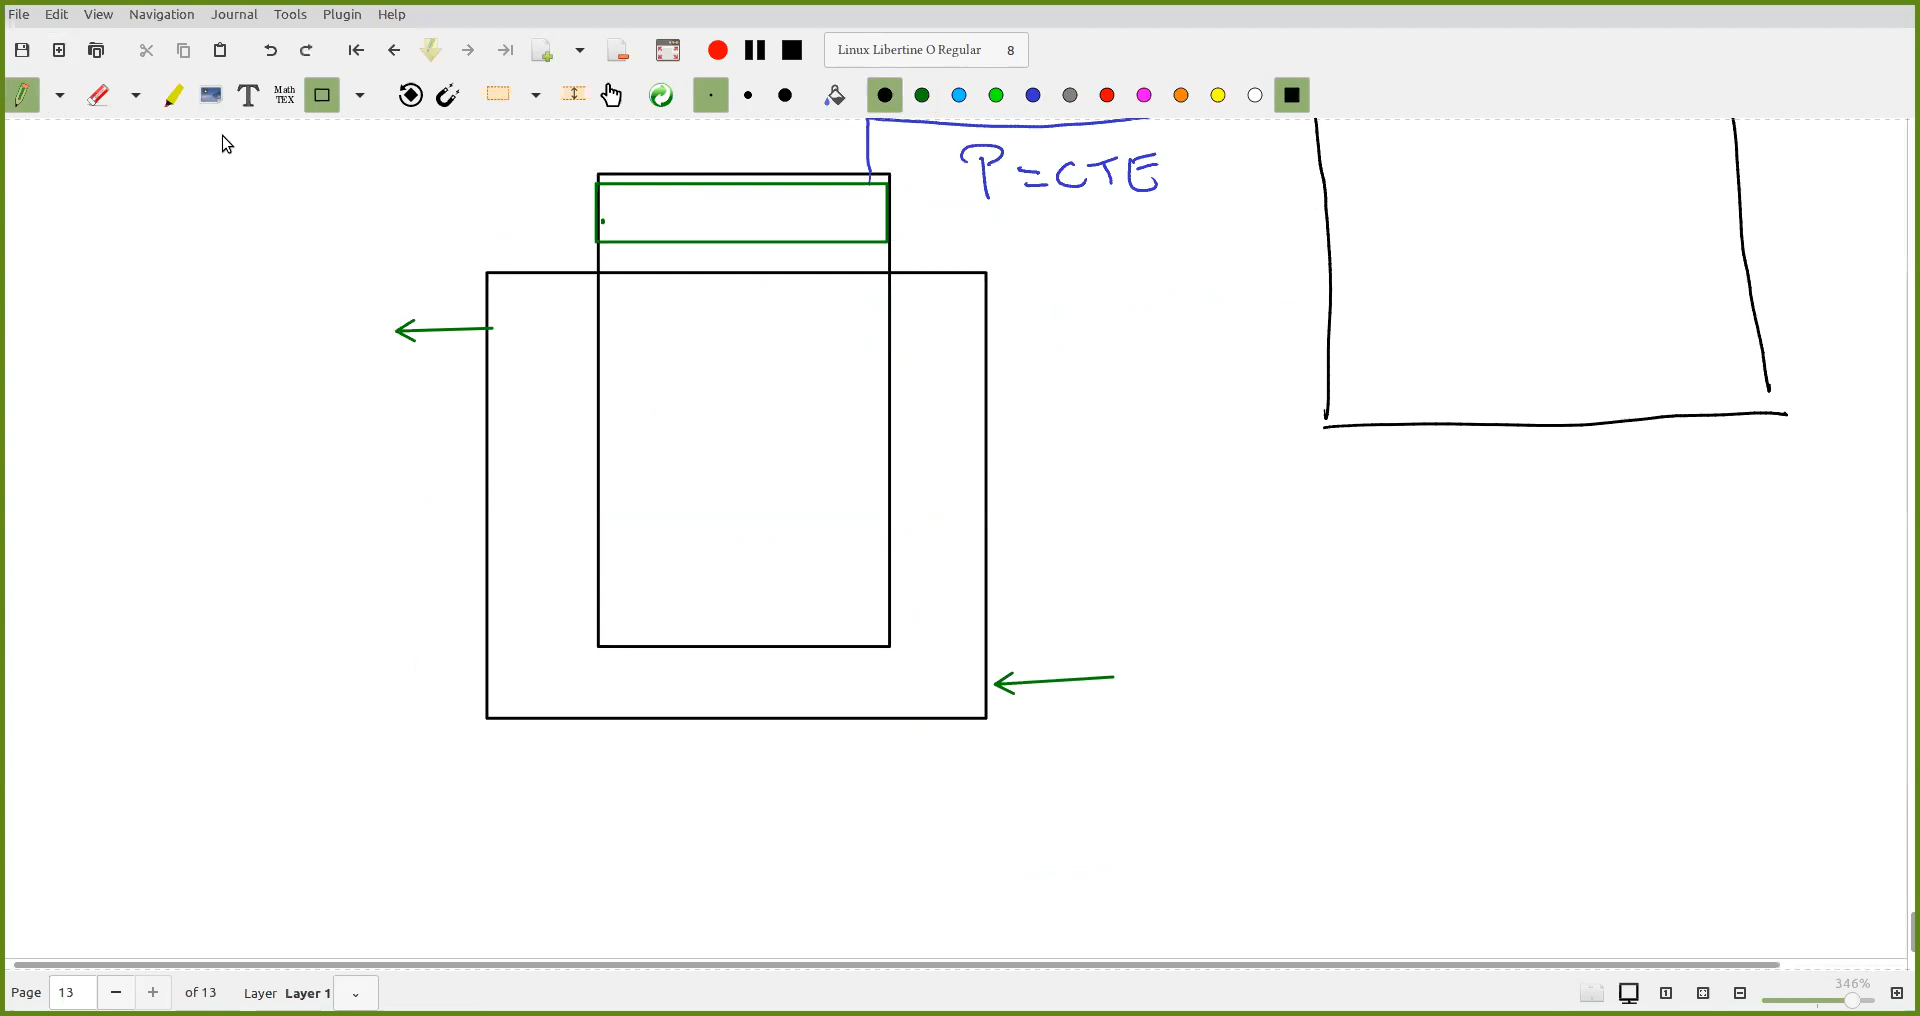 File Edit View Navigation Journal Tools Plugin Help
Linux Libertine O Regular 8
Math TEX
P=CTE
Page 13 of 13 Layer Layer 1 346%